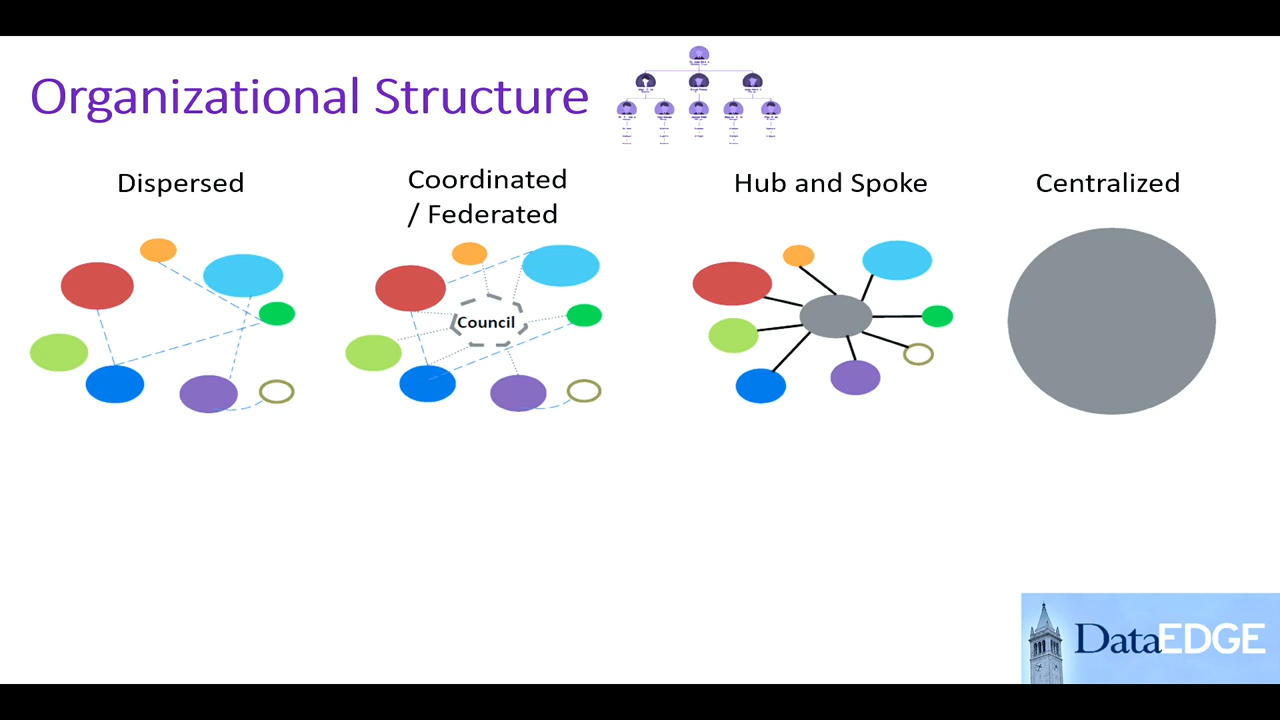 Organizational Structure
Dispersed
Coordinated
/ Federated
Hub and Spoke
Centralized
Council
DataEDGE